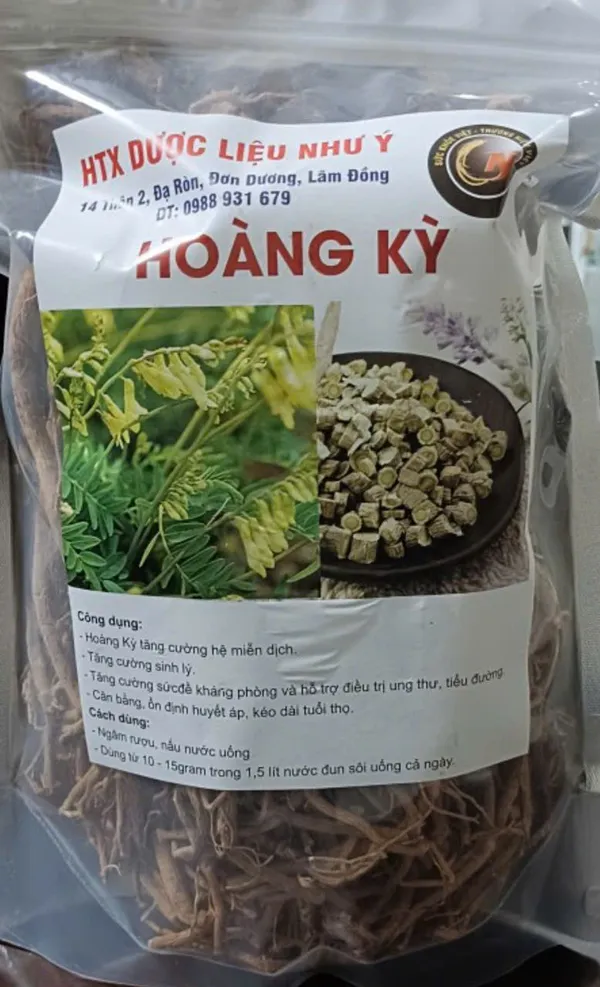 HTX DƯỢC LIỆU NHƯ Ý
SỨC KHỎE VIỆT - THƯƠNG
14 2, Đạ Ròn, Đơn Dương, Lâm Đồng
ĐT: 0988 931 679
HOÀNG KỲ
Công dụng:
- Hoàng Kỳ tăng cường hệ miễn dịch.
- Tăng cường sinh lý.
- Tăng cường sứcđề kháng phòng và hỗ trợ điều trị ung thư, tiểu đường.
- Cân bằng, ổn định huyết áp, kéo dài tuổi thọ.
Cách dùng:
- Ngâm rượu, nấu nước uống
- Dùng từ 10 - 15gram trong 1,5 lít nước đun sôi uống cả ngày.